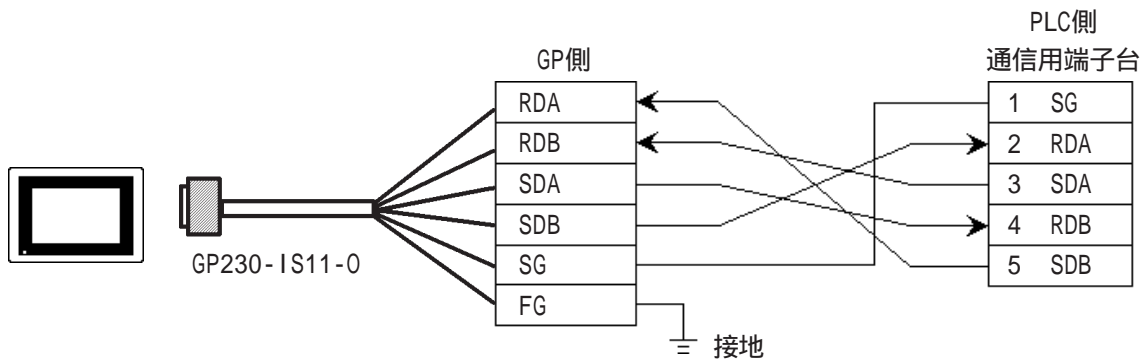 PLC側
通信用端子台
GP側
RDA
RDB
SDA
SDB
SG
FG
1 SG
2 RDA
3 SDA
4 RDB
5 SDB
GP230-IS11-O
接地